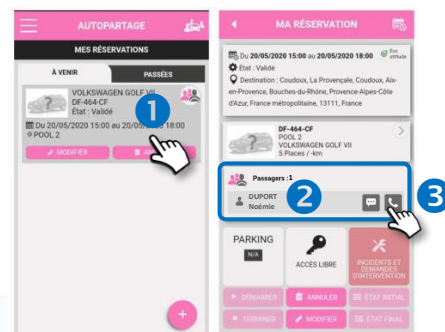 AUTOPARTAGE
MES RÉSERVATIONS
À VENIR
PASSÉES
VOLKSWAGEN GOLF VII
DF-464-CF
État : Validé
Du 20/05/2020 15:00 au 20/05/2020 18:00
POOL 2
MODIFIER
1
MA RÉSERVATION
Du 20/05/2020 15:00 au 20/05/2020 18:00
Éco
attitude
État : Validé
Destination : Coudoux, La Provençale, Coudoux, Aix-
en-Provence, Bouches-du-Rhône, Provence-Alpes-Côte
d'Azur, France métropolitaine, 13111, France
DF-464-CF
POOL 2
VOLKSWAGEN GOLF VII
5 Places / -km
Passagers : 1
DUPORT
Noémie
2
3
PARKING
N/A
ACCÈS LIBRE
INCIDENTS ET
DEMANDES
D'INTERVENTION
DÉMARRER
ANNULER
ÉTAT INITIAL
TERMINER
MODIFIER
ÉTAT FINAL